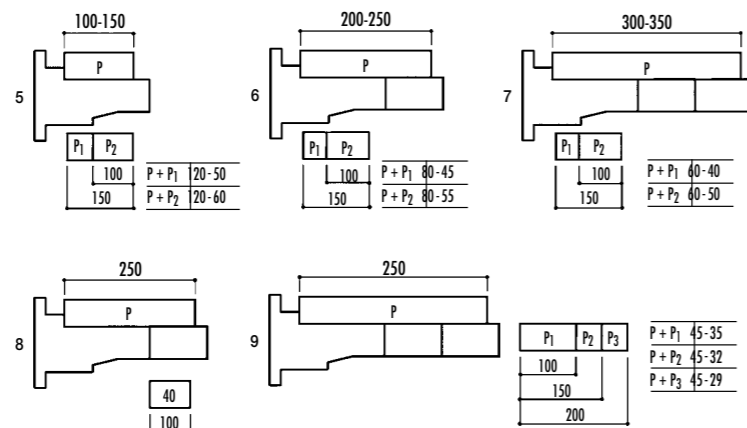 100-150
P
5
P1 P2
100
150
P + P1 120-50
P + P2 120-60
200-250
P
6
P1 P2
100
150
P + P1 80-45
P + P2 80-55
300-350
P
7
P1 P2
100
150
P + P1 60-40
P + P2 60-50
250
P
8
40
100
250
P
9
P1 P2 P3
100
150
200
P + P1 45-35
P + P2 45-32
P + P3 45-29